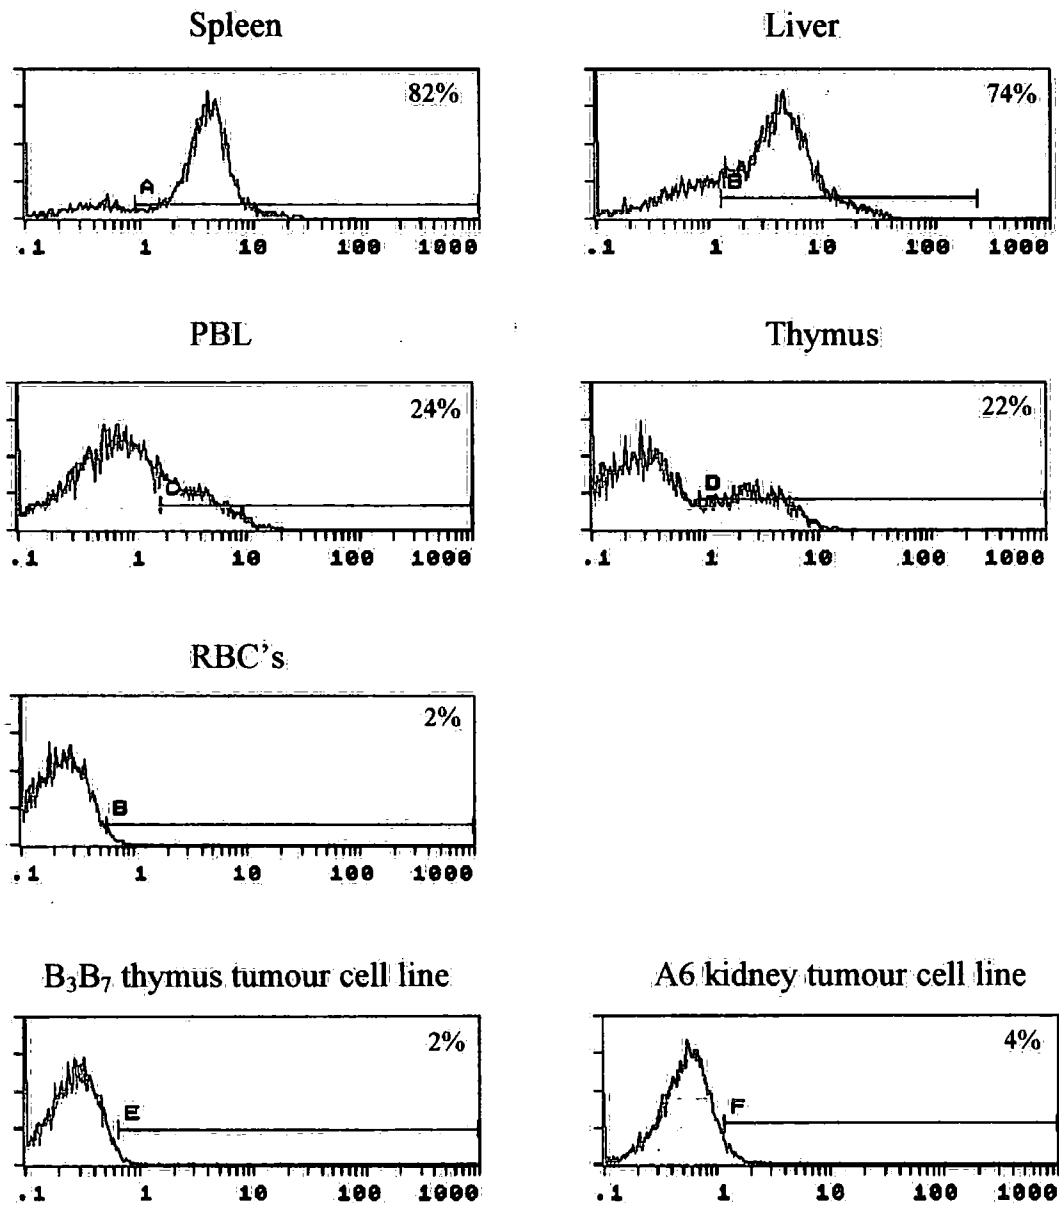 Spleen
Liver
82%
A
.1 1 10 100 1000
74%
B
.1 1 10 100 1000
PBL
Thymus
24%
C
.1 1 10 100 1000
22%
D
.1 1 10 100 1000
RBC's
2%
B
.1 1 10 100 1000
B₃B₇ thymus tumour cell line
A6 kidney tumour cell line
2%
E
.1 1 10 100 1000
4%
F
.1 1 10 100 1000